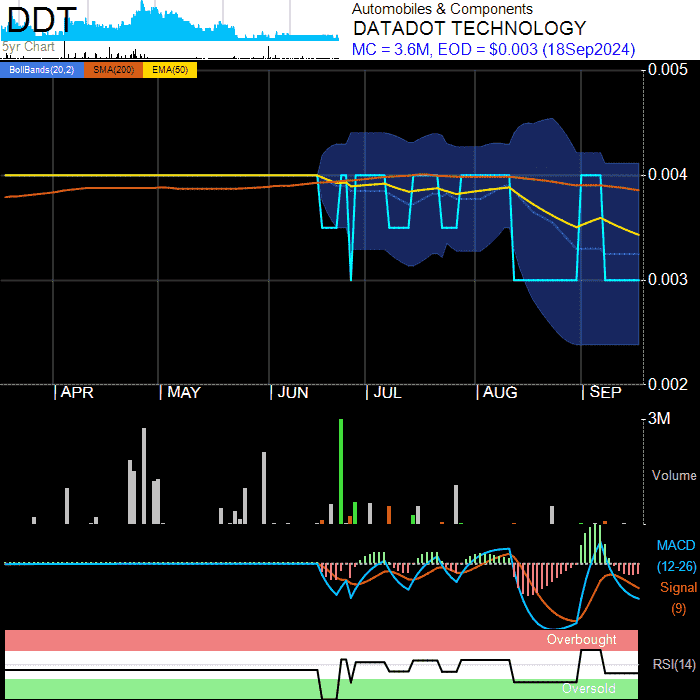 DDT
5yr Chart
Automobiles & Components
DATADOT TECHNOLOGY
MC = 3.6M, EOD = $0.003 (18Sep2024)
BollBands(20,2) SMA(200) EMA(50)
0.005
0.004
0.003
0.002
APR MAY JUN JUL AUG SEP
3M
Volume
MACD
(12-26)
Signal
(9)
Overbought
RSI(14)
Oversold